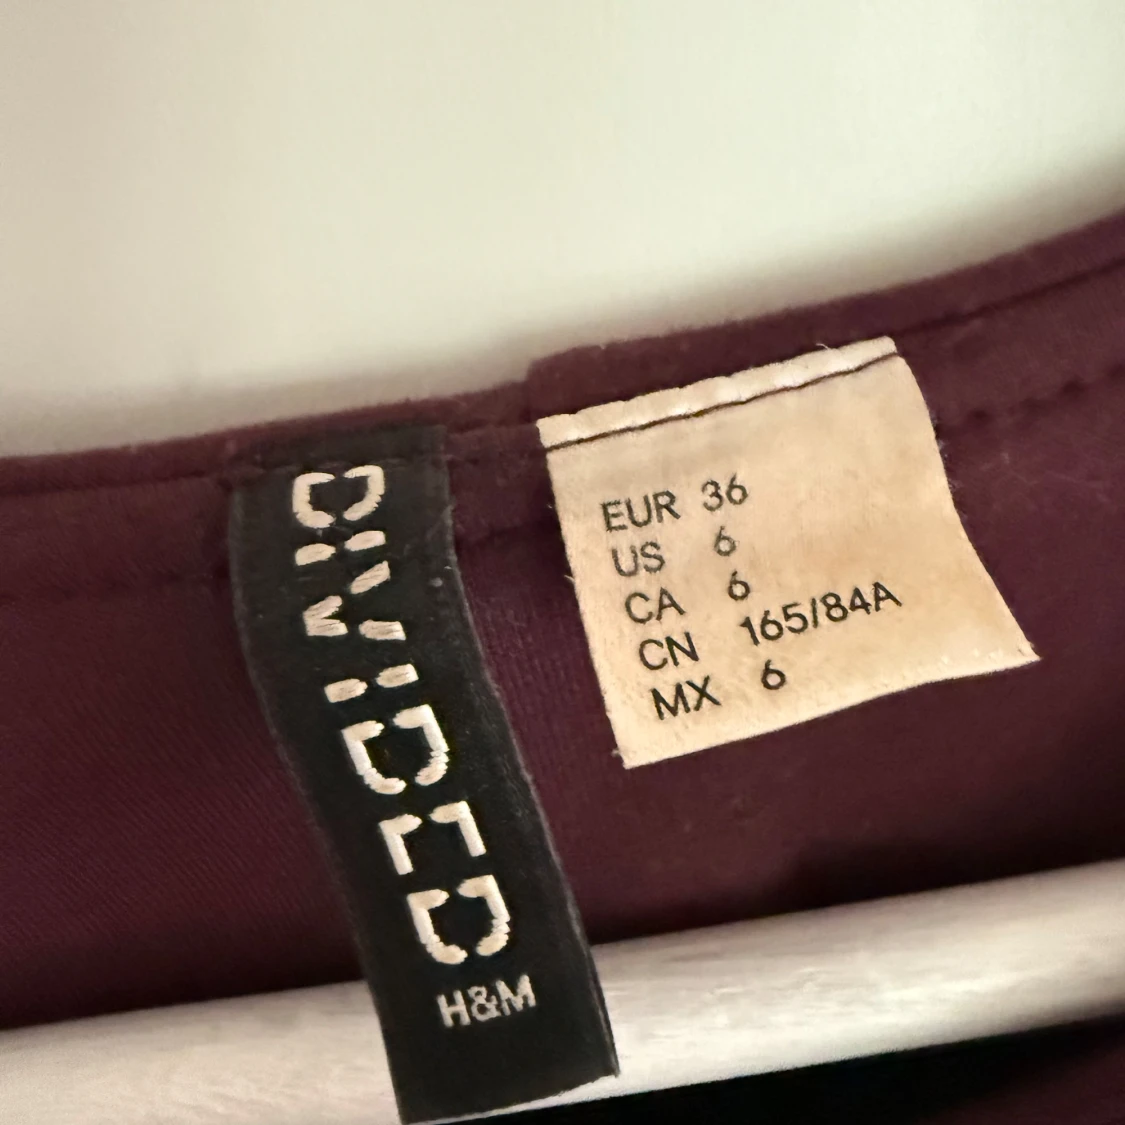 DIVIDED
H&M
EUR 36
US 6
CA 6
CN 165/84A
MX 6